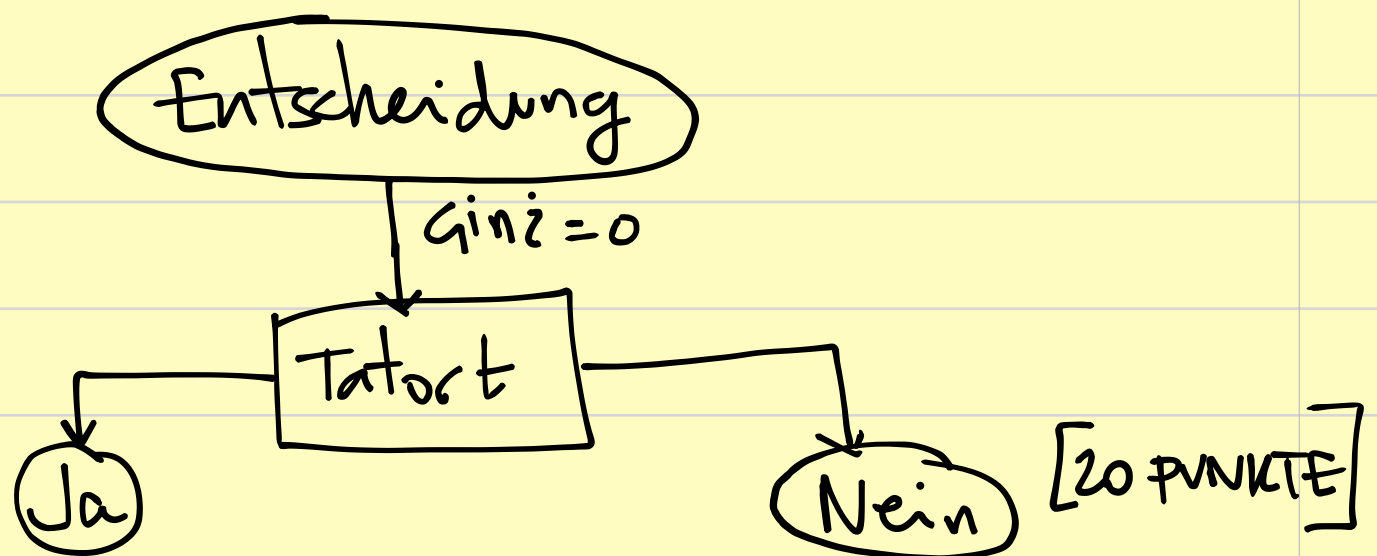 Entscheidung
Gini = 0
Tatort
Ja
Nein
[20 PUNKTE]